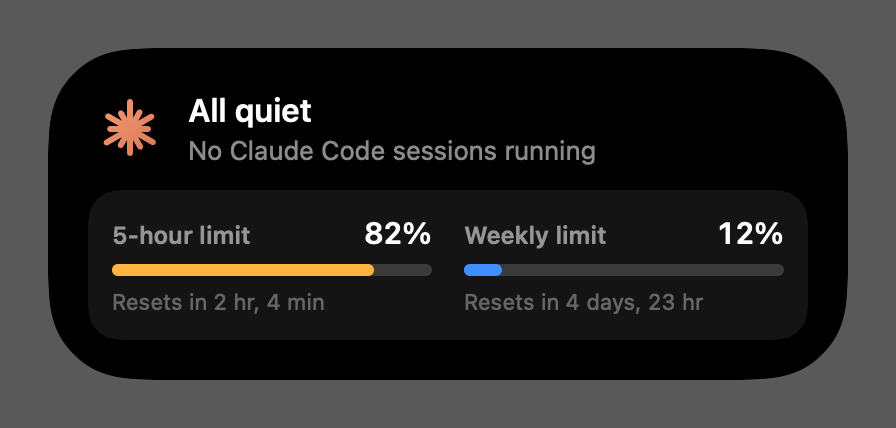 All quiet
No Claude Code sessions running
5-hour limit 82%
Weekly limit 12%
Resets in 2 hr, 4 min
Resets in 4 days, 23 hr